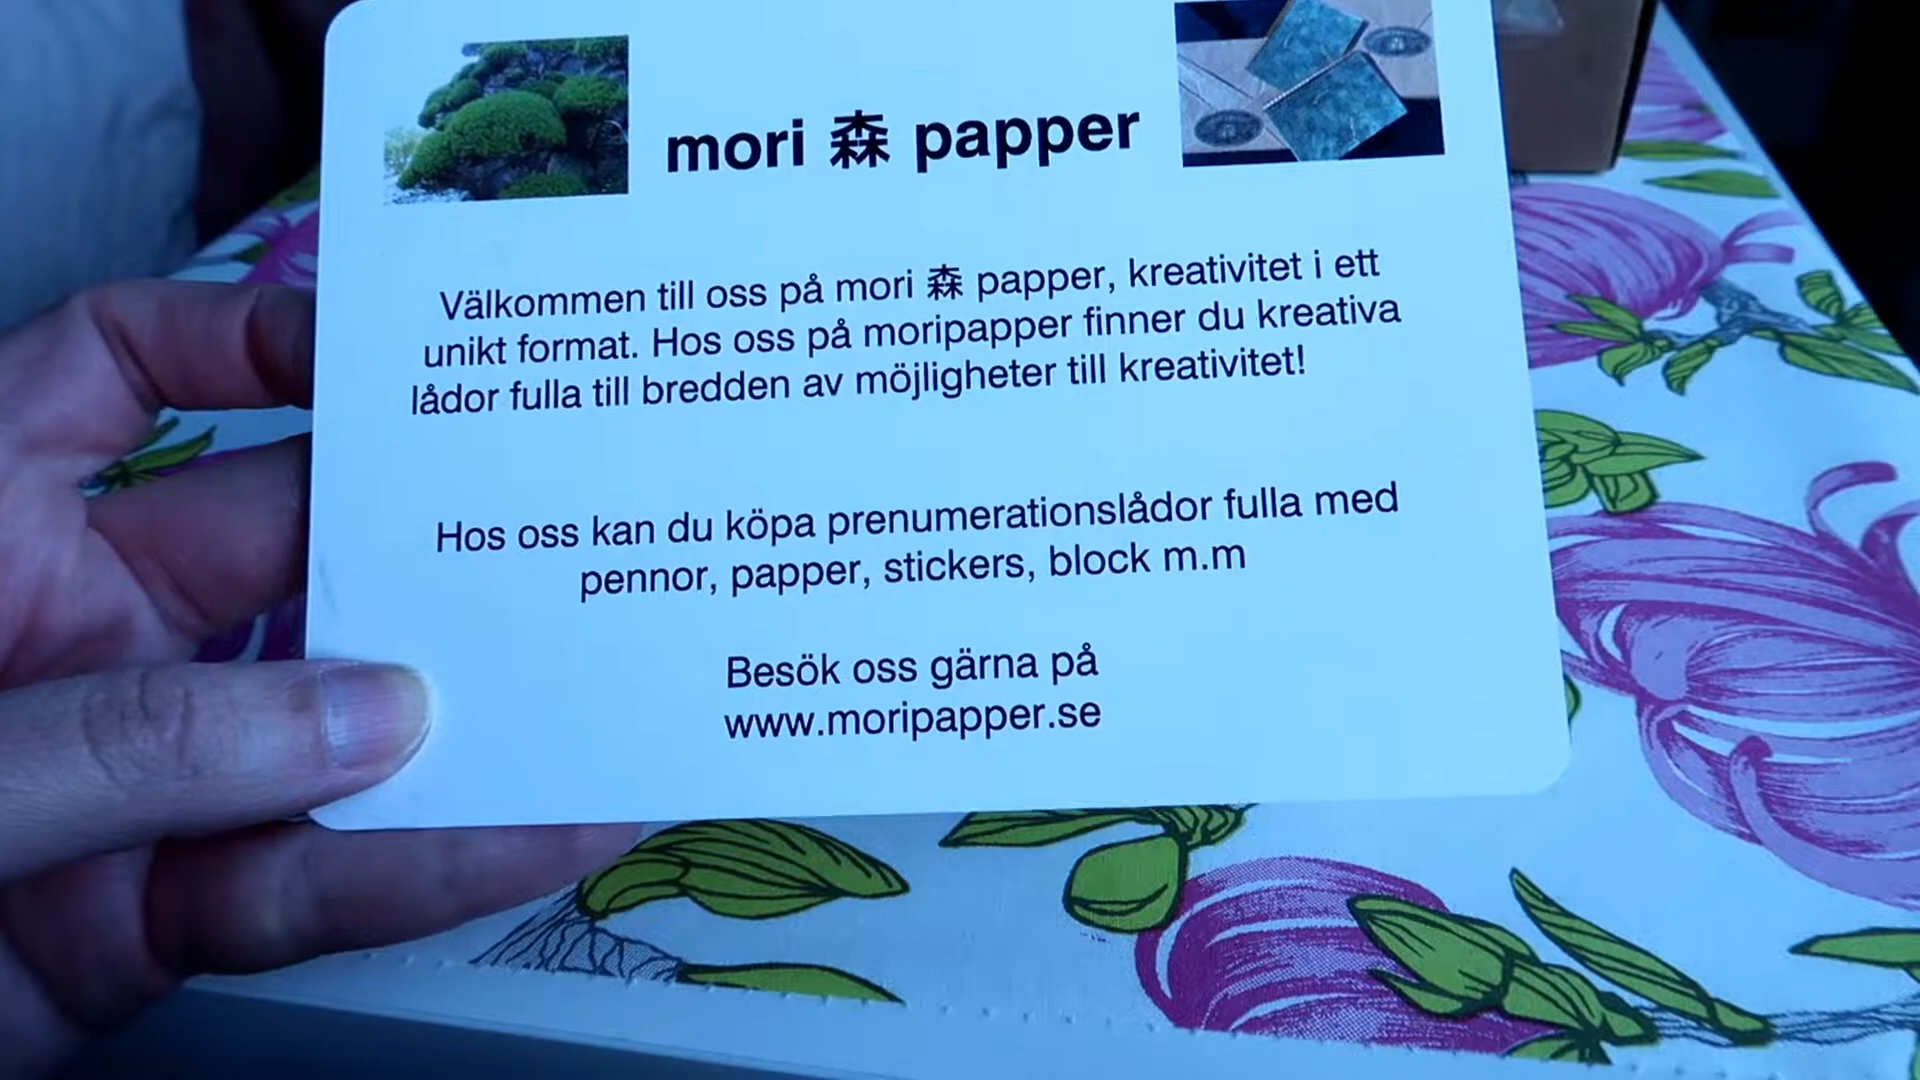 mori 森 papper
Välkommen till oss på mori 森 papper, kreativitet i ett
unikt format. Hos oss på moripapper finner du kreativa
lådor fulla till bredden av möjligheter till kreativitet!
Hos oss kan du köpa prenumerationslådor fulla med
pennor, papper, stickers, block m.m
Besök oss gärna på
www.moripapper.se